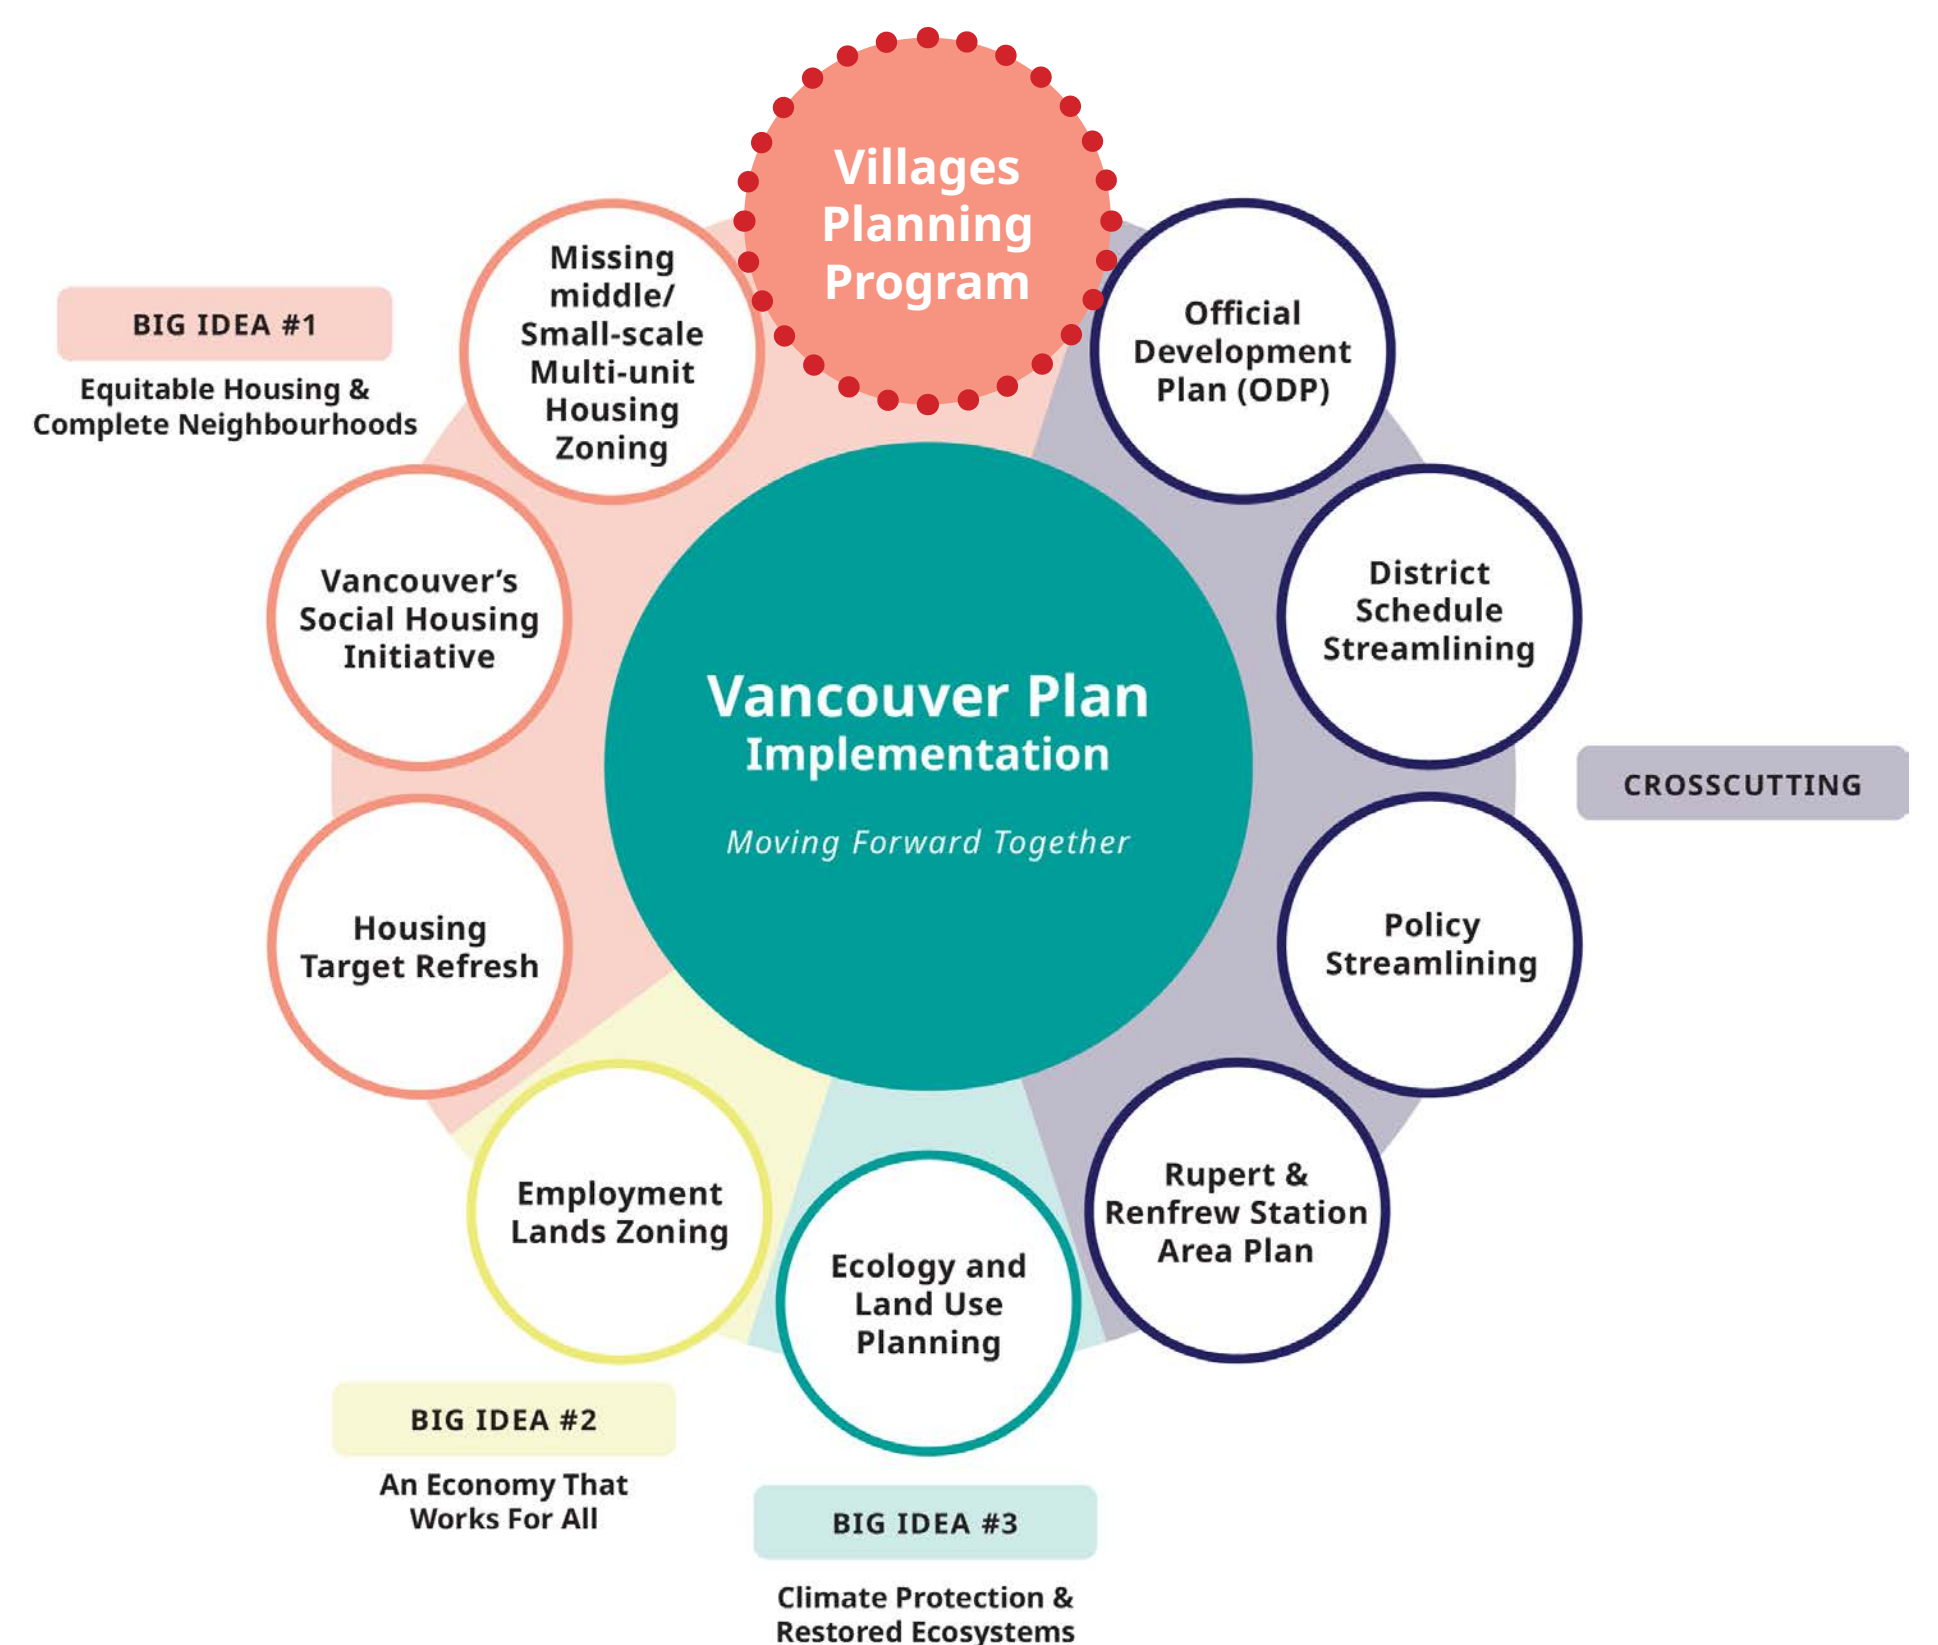 Villages
Planning
Program
Missing
middle/
Small-scale
Multi-unit
Housing
Zoning
Official
Development
Plan (ODP)
BIG IDEA #1
Equitable Housing &
Complete Neighbourhoods
Vancouver’s
Social Housing
Initiative
District
Schedule
Streamlining
Vancouver Plan
Implementation
Moving Forward Together
CROSSCUTTING
Housing
Target Refresh
Policy
Streamlining
Employment
Lands Zoning
Ecology and
Land Use
Planning
Rupert &
Renfrew Station
Area Plan
BIG IDEA #2
An Economy That
Works For All
BIG IDEA #3
Climate Protection &
Restored Ecosystems